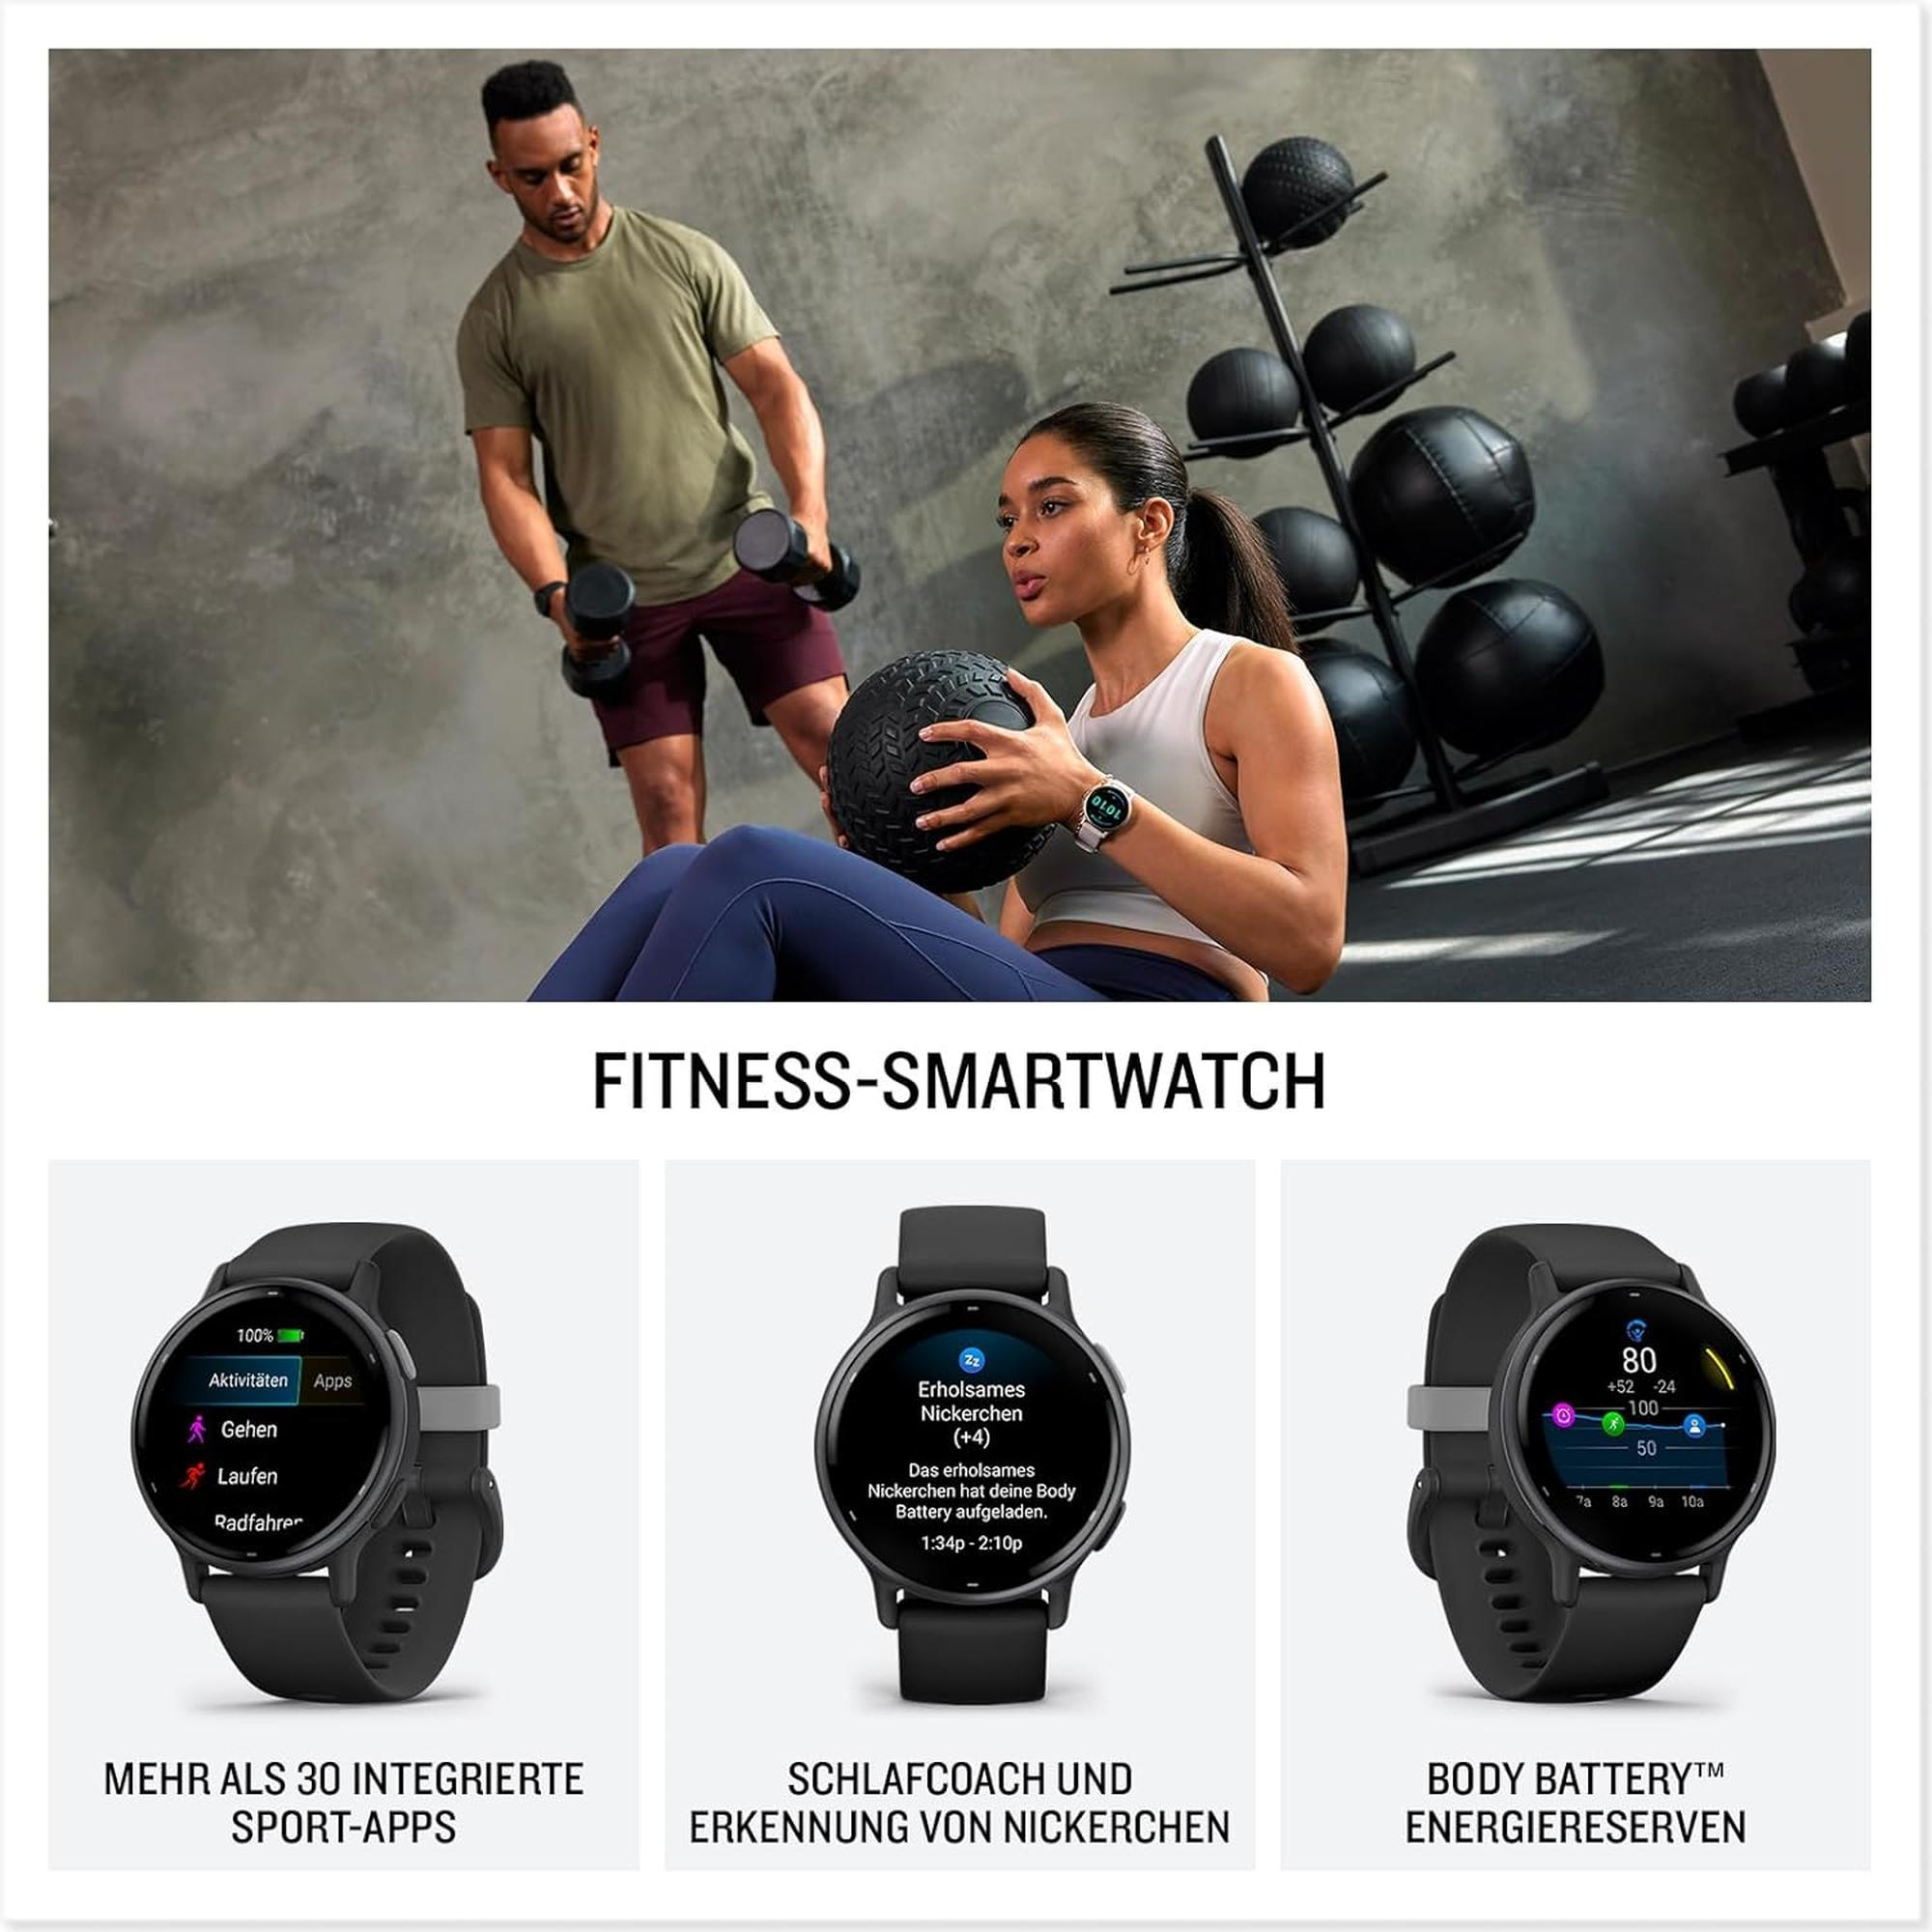 1010
FITNESS-SMARTWATCH
100%
Aktivitäten Apps
Gehen
Laufen
Radfahren
MEHR ALS 30 INTEGRIERTE
SPORT-APPS
Zz
Erholsames
Nickerchen
(+4)
Das erholsames
Nickerchen hat deine Body
Battery aufgeladen.
1:34p - 2:10p
SCHLAFCOACH UND
ERKENNUNG VON NICKERCHEN
80
+52 -24
100
50
7a 8a 9a 10a
BODY BATTERY™
ENERGIERESERVEN